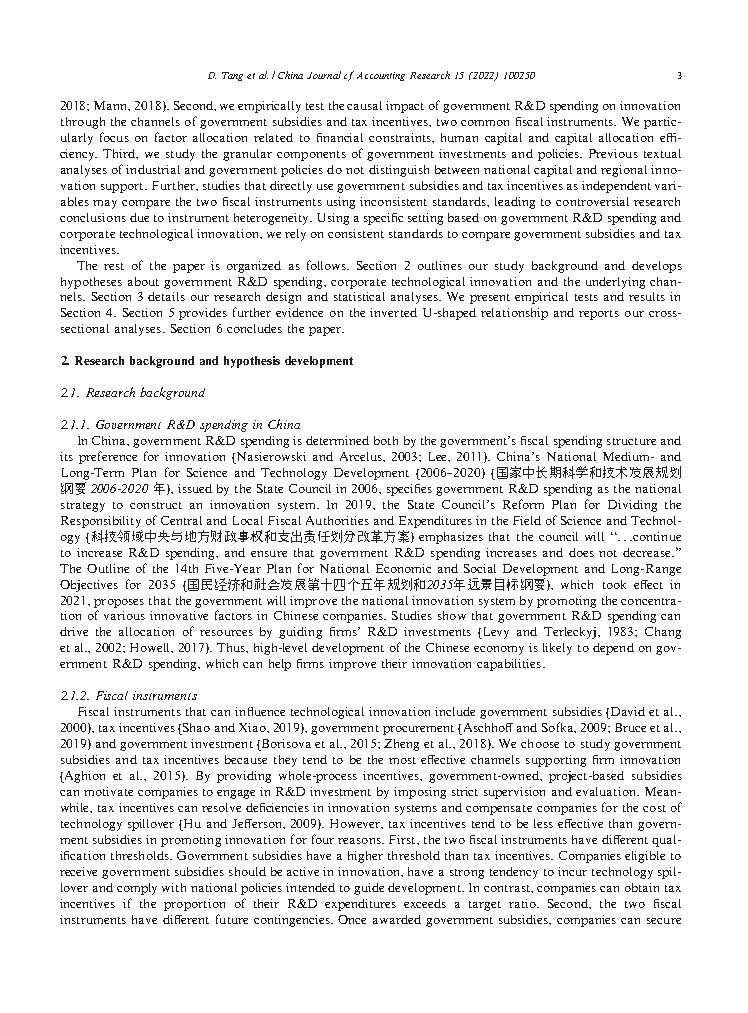 D. Tang et al. / China Journal of Accounting Research 15 (2022) 100250
3
2018; Mann, 2018). Second, we empirically test the causal impact of government R&D spending on innovation
through the channels of government subsidies and tax incentives, two common fiscal instruments. We partic-
ularly focus on factor allocation related to financial constraints, human capital and capital allocation effi-
ciency. Third, we study the granular components of government investments and policies. Previous textual
analyses of industrial and government policies do not distinguish between national capital and regional inno-
vation support. Further, studies that directly use government subsidies and tax incentives as independent vari-
ables may compare the two fiscal instruments using inconsistent standards, leading to controversial research
conclusions due to instrument heterogeneity. Using a specific setting based on government R&D spending and
corporate technological innovation, we rely on consistent standards to compare government subsidies and tax
incentives.
The rest of the paper is organized as follows. Section 2 outlines our study background and develops
hypotheses about government R&D spending, corporate technological innovation and the underlying chan-
nels. Section 3 details our research design and statistical analyses. We present empirical tests and results in
Section 4. Section 5 provides further evidence on the inverted U-shaped relationship and reports our cross-
sectional analyses. Section 6 concludes the paper.
2. Research background and hypothesis development
2.1. Research background
2.1.1. Government R&D spending in China
In China, government R&D spending is determined both by the government's fiscal spending structure and
its preference for innovation (Nasierowski and Arcelus, 2003; Lee, 2011). China's National Medium- and
Long-Term Plan for Science and Technology Development (2006–2020) (国家中长期科学和技术发展规划
纲要 2006-2020 年), issued by the State Council in 2006, specifies government R&D spending as the national
strategy to construct an innovation system. In 2019, the State Council's Reform Plan for Dividing the
Responsibility of Central and Local Fiscal Authorities and Expenditures in the Field of Science and Technol-
ogy (科技领域中央与地方财政事权和支出责任划分改革方案) emphasizes that the council will "...continue
to increase R&D spending, and ensure that government R&D spending increases and does not decrease."
The Outline of the 14th Five-Year Plan for National Economic and Social Development and Long-Range
Objectives for 2035 (国民经济和社会发展第十四个五年规划和2035年远景目标纲要), which took effect in
2021, proposes that the government will improve the national innovation system by promoting the concentra-
tion of various innovative factors in Chinese companies. Studies show that government R&D spending can
drive the allocation of resources by guiding firms' R&D investments (Levy and Terleckyj, 1983; Chang
et al., 2002; Howell, 2017). Thus, high-level development of the Chinese economy is likely to depend on gov-
ernment R&D spending, which can help firms improve their innovation capabilities.
2.1.2. Fiscal instruments
Fiscal instruments that can influence technological innovation include government subsidies (David et al.,
2000), tax incentives (Shao and Xiao, 2019), government procurement (Aschhoff and Sofka, 2009; Bruce et al.,
2019) and government investment (Borisova et al., 2015; Zheng et al., 2018). We choose to study government
subsidies and tax incentives because they tend to be the most effective channels supporting firm innovation
(Aghion et al., 2015). By providing whole-process incentives, government-owned, project-based subsidies
can motivate companies to engage in R&D investment by imposing strict supervision and evaluation. Mean-
while, tax incentives can resolve deficiencies in innovation systems and compensate companies for the cost of
technology spillover (Hu and Jefferson, 2009). However, tax incentives tend to be less effective than govern-
ment subsidies in promoting innovation for four reasons. First, the two fiscal instruments have different qual-
ification thresholds. Government subsidies have a higher threshold than tax incentives. Companies eligible to
receive government subsidies should be active in innovation, have a strong tendency to incur technology spil-
lover and comply with national policies intended to guide development. In contrast, companies can obtain tax
incentives if the proportion of their R&D expenditures exceeds a target ratio. Second, the two fiscal
instruments have different future contingencies. Once awarded government subsidies, companies can secure